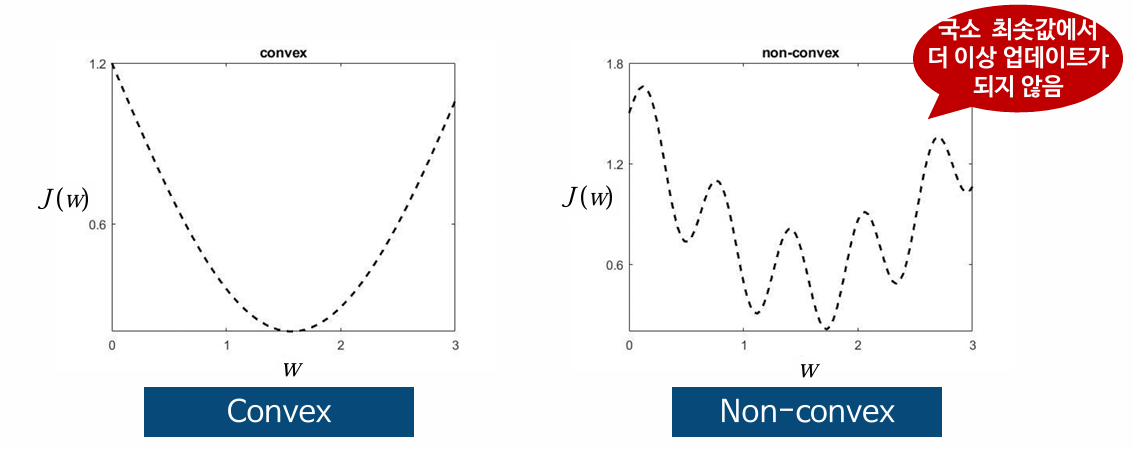 국소 최솟값에서
더 이상 업데이트가
되지 않음
convex
1.2
0.6
J(w)
0
1
2
3
w
Convex
non-convex
1.8
1.2
0.6
J(w)
0
1
2
3
w
Non-convex